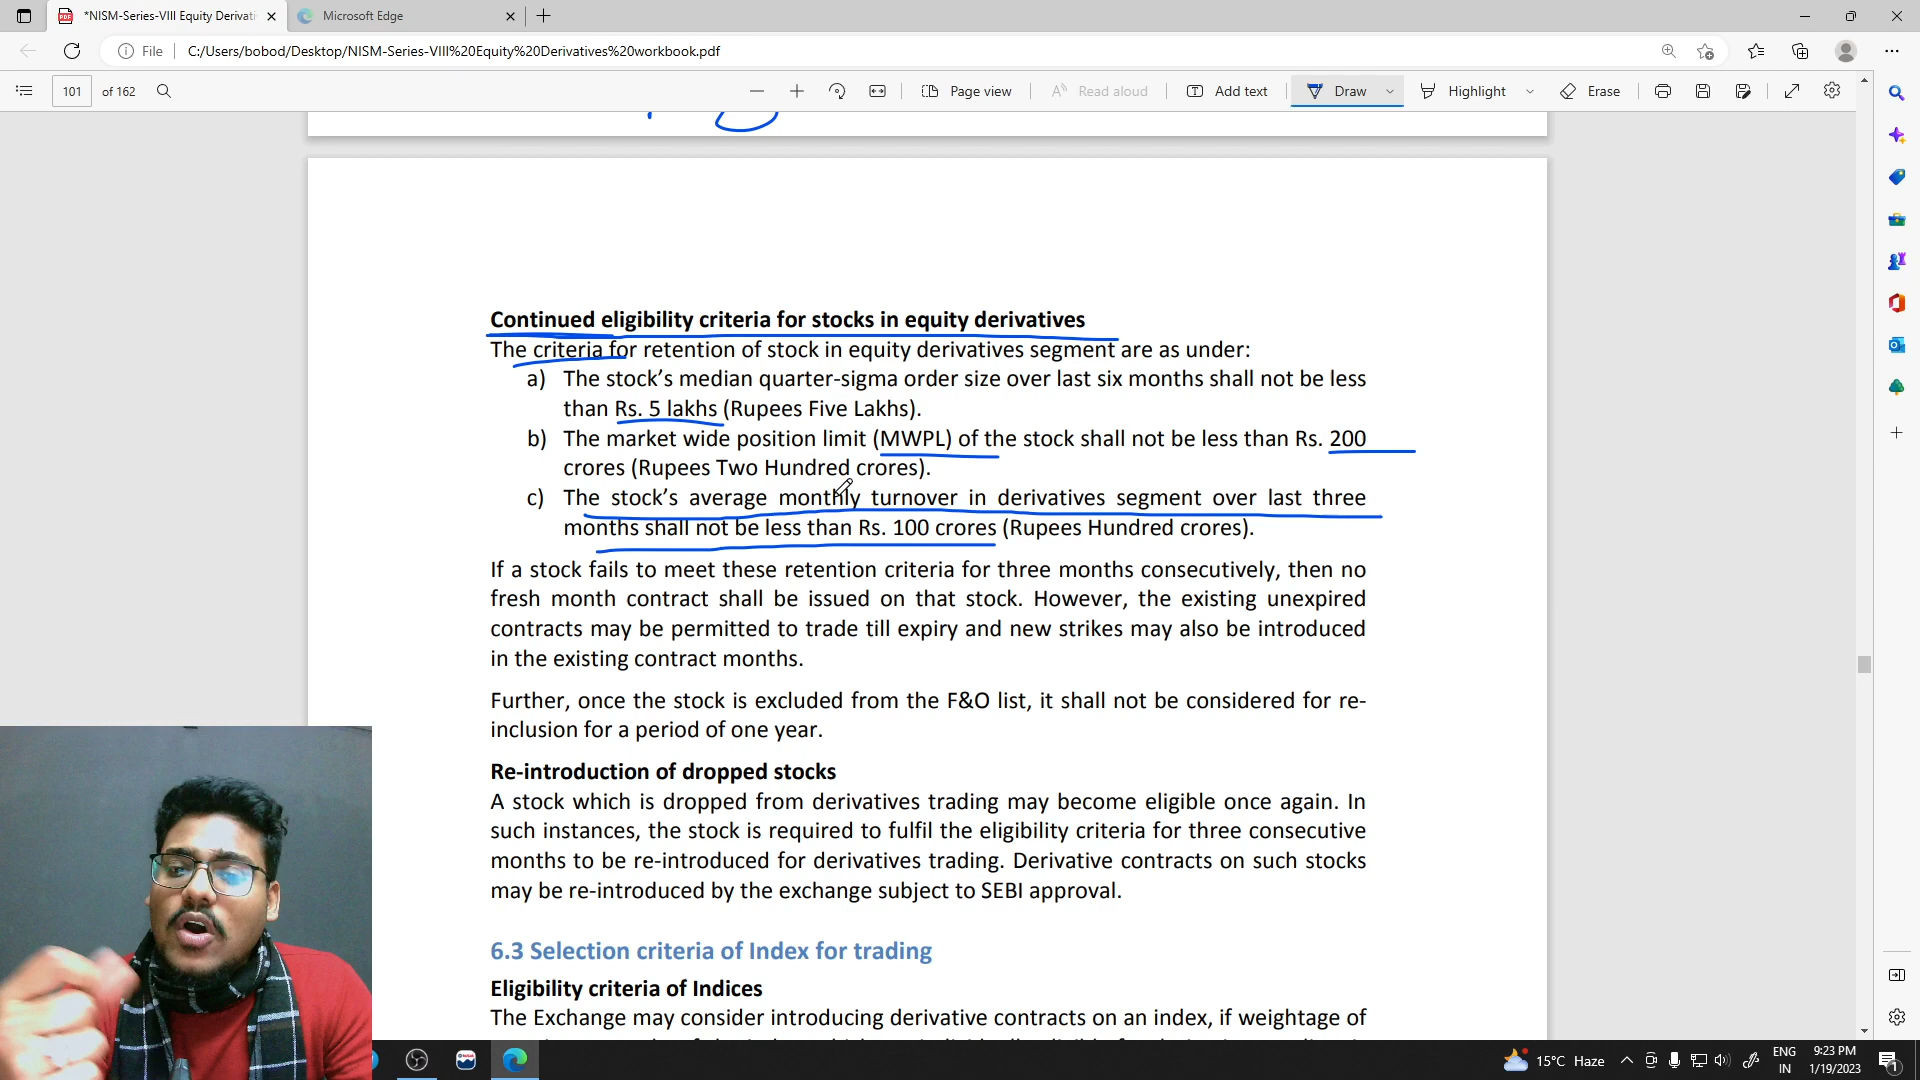 *NISM-Series-VIII Equity Derivati
Microsoft Edge
File
C:/Users/bobod/Desktop/NISM-Series-VIII%20Equity%20Derivatives%20workbook.pdf
101 of 162
Page view
Read aloud
Add text
Draw
Highlight
Erase
Continued eligibility criteria for stocks in equity derivatives
The criteria for retention of stock in equity derivatives segment are as under:
a) The stock's median quarter-sigma order size over last six months shall not be less
than Rs. 5 lakhs (Rupees Five Lakhs).
b) The market wide position limit (MWPL) of the stock shall not be less than Rs. 200
crores (Rupees Two Hundred crores).
c) The stock's average monthly turnover in derivatives segment over last three
months shall not be less than Rs. 100 crores (Rupees Hundred crores).
If a stock fails to meet these retention criteria for three months consecutively, then no
fresh month contract shall be issued on that stock. However, the existing unexpired
contracts may be permitted to trade till expiry and new strikes may also be introduced
in the existing contract months.
Further, once the stock is excluded from the F&O list, it shall not be considered for re-
inclusion for a period of one year.
Re-introduction of dropped stocks
A stock which is dropped from derivatives trading may become eligible once again. In
such instances, the stock is required to fulfil the eligibility criteria for three consecutive
months to be re-introduced for derivatives trading. Derivative contracts on such stocks
may be re-introduced by the exchange subject to SEBI approval.
6.3 Selection criteria of Index for trading
Eligibility criteria of Indices
The Exchange may consider introducing derivative contracts on an index, if weightage of
15°C Haze
ENG
IN
9:23 PM
1/19/2023
1